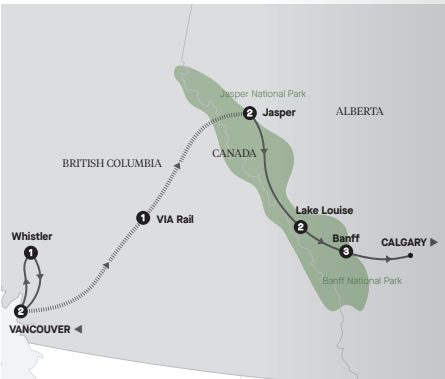 Jasper National Park
2 Jasper
ALBERTA
CANADA
BRITISH COLUMBIA
1 VIA Rail
Lake Louise
2
Whistler
1
Banff
3
CALGARY
Banff National Park
2
VANCOUVER